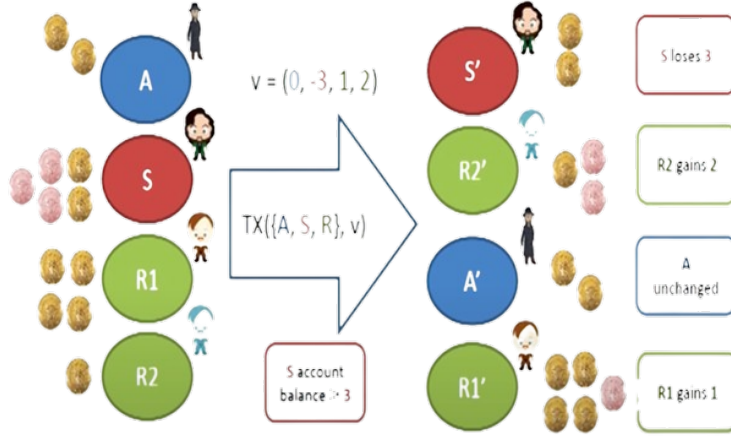 A
S
R1
R2
v = (0, -3, 1, 2)
TX({A, S, R}, v)
S account
balance > 3
S'
R2'
A'
R1'
S loses 3
R2 gains 2
A
unchanged
R1 gains 1